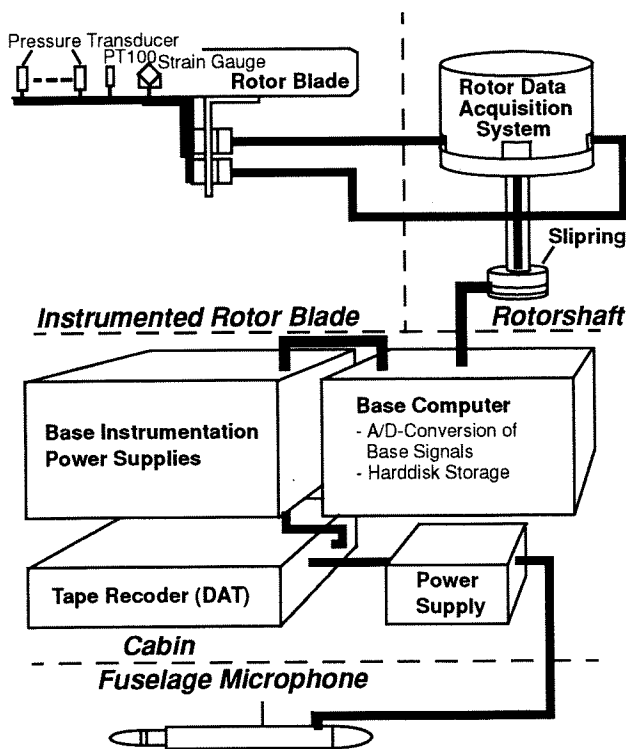 Pressure Transducer
PT100
Strain Gauge
Rotor Blade
Rotor Data
Acquisition
System
Slipring
Instrumented Rotor Blade
Rotorshaft
Base Instrumentation
Power Supplies
Base Computer
- A/D-Conversion of
Base Signals
- Harddisk Storage
Tape Recoder (DAT)
Power
Supply
Cabin
Fuselage Microphone